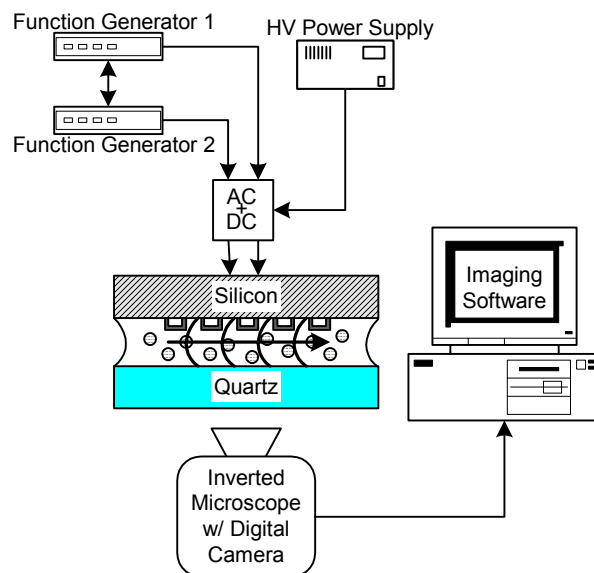 Function Generator 1
HV Power Supply
Function Generator 2
AC
+
DC
Silicon
Quartz
Imaging
Software
Inverted
Microscope
w/ Digital
Camera